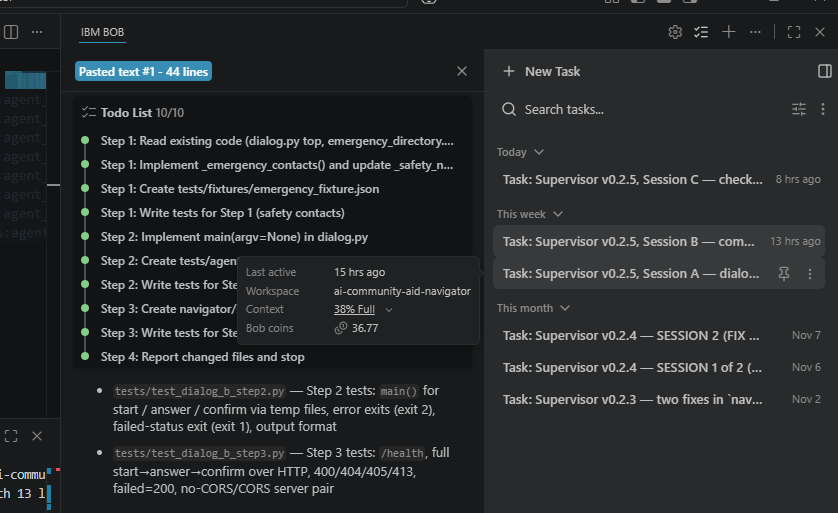 IBM BOB
Pasted text #1 - 44 lines
Todo List 10/10
Step 1: Read existing code (dialog.py top, emergency_directory....
Step 1: Implement _emergency_contacts() and update _safety_n...
Step 1: Create tests/fixtures/emergency_fixture.json
Step 1: Write tests for Step 1 (safety contacts)
Step 2: Implement main(argv=None) in dialog.py
Step 2: Create tests/agen
Step 2: Write tests for Ste
Step 3: Create navigator/
Step 3: Write tests for Ste
Step 4: Report changed files and stop
Last active 15 hrs ago
Workspace ai-community-aid-navigator
Context 38% Full
Bob coins 36.77
• tests/test_dialog_b_step2.py — Step 2 tests: main() for
start / answer / confirm via temp files, error exits (exit 2),
failed-status exit (exit 1), output format
• tests/test_dialog_b_step3.py — Step 3 tests: /health, full
start→answer→confirm over HTTP, 400/404/405/413,
failed=200, no-CORS/CORS server pair
New Task
Search tasks...
Today
Task: Supervisor v0.2.5, Session C — check... 8 hrs ago
This week
Task: Supervisor v0.2.5, Session B — com... 13 hrs ago
Task: Supervisor v0.2.5, Session A — dialo...
This month
Task: Supervisor v0.2.4 — SESSION 2 (FIX ... Nov 7
Task: Supervisor v0.2.4 — SESSION 1 of 2 (... Nov 6
Task: Supervisor v0.2.3 — two fixes in `nav... Nov 2
:agent_
:agent_
:agent_
:agent_
:agent_
:agent_
s:agent_
i-commu
ch 13 l